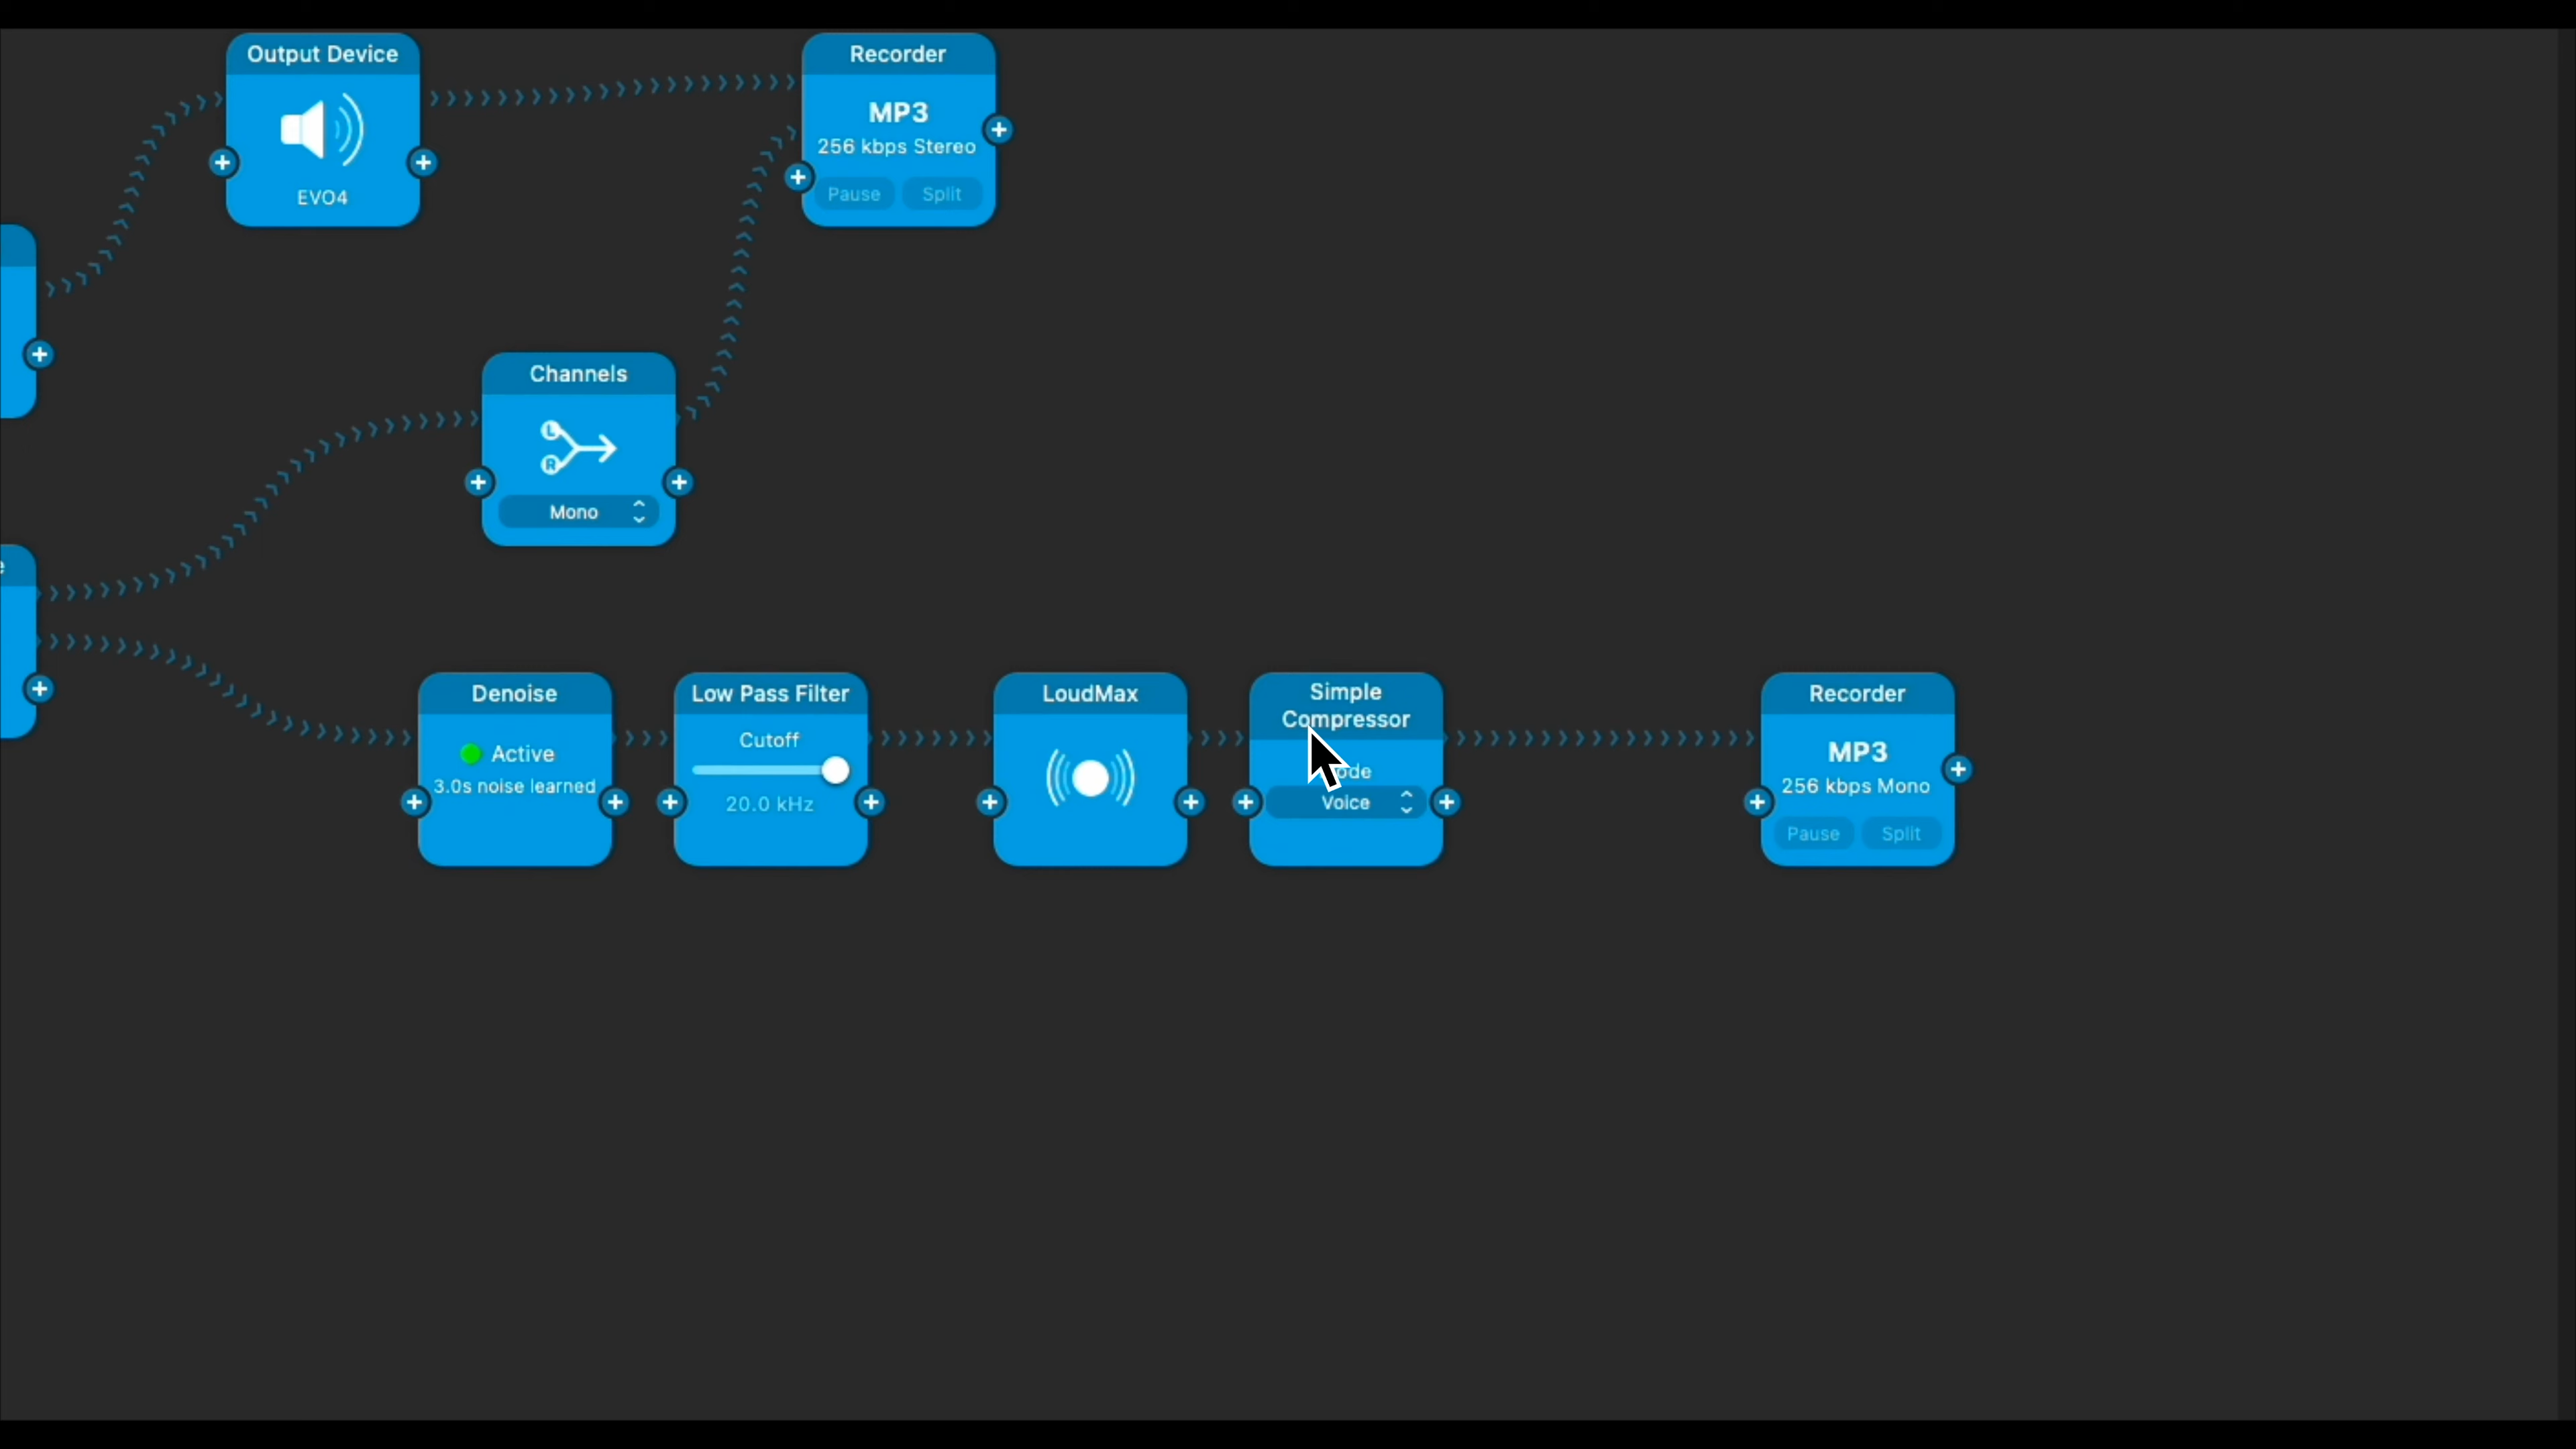 Output Device
EVO4
Recorder
MP3
256 kbps Stereo
Pause Split
Channels
L
R
Mono
e
Denoise
Active
3.0s noise learned
Low Pass Filter
Cutoff
20.0 kHz
LoudMax
Simple
Compressor
ode
Voice
Recorder
MP3
256 kbps Mono
Pause Split